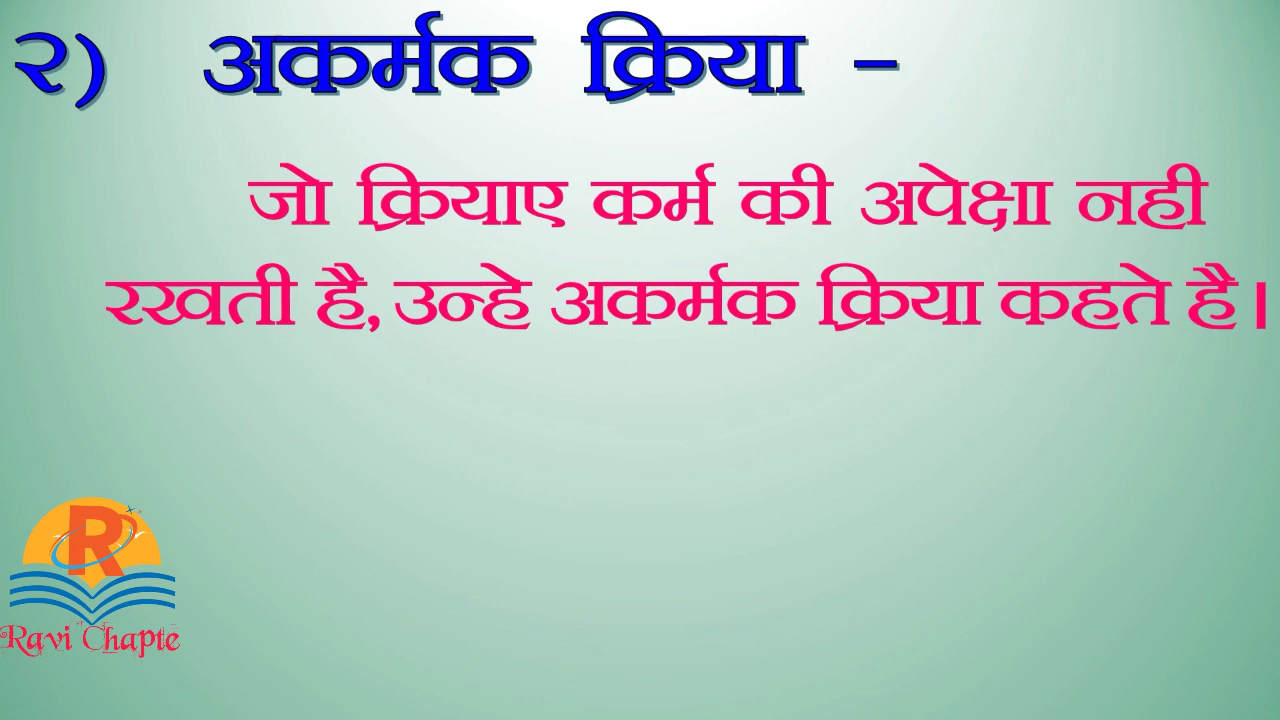 २) अकर्मक क्रिया -
जो क्रियाए कर्म की अपेक्षा नही
रखती है, उन्हे अकर्मक क्रिया कहते है।
R
Ravi Chapte